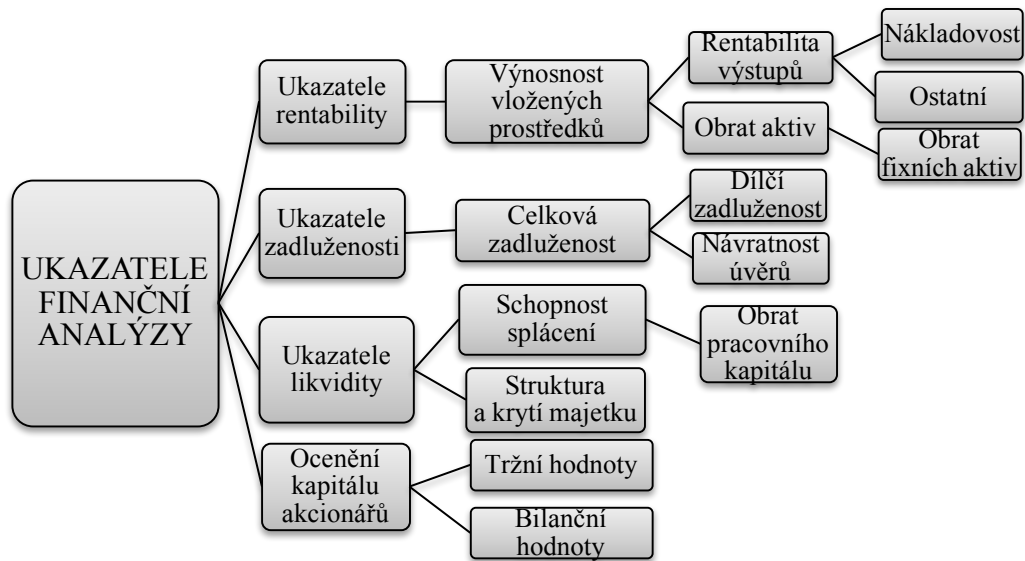 UKAZATELE
FINANČNÍ
ANALÝZY
Ukazatele
rentability
Výnosnost
vložených
prostředků
Rentabilita
výstupů
Nákladovost
Ostatní
Obrat aktiv
Obrat
fixních aktiv
Ukazatele
zadluženosti
Celková
zadluženost
Dílčí
zadluženost
Návratnost
úvěrů
Ukazatele
likvidity
Schopnost
splácení
Obrat
pracovního
kapitálu
Struktura
a krytí majetku
Ocenění
kapitálu
akcionářů
Tržní hodnoty
Bilanční
hodnoty